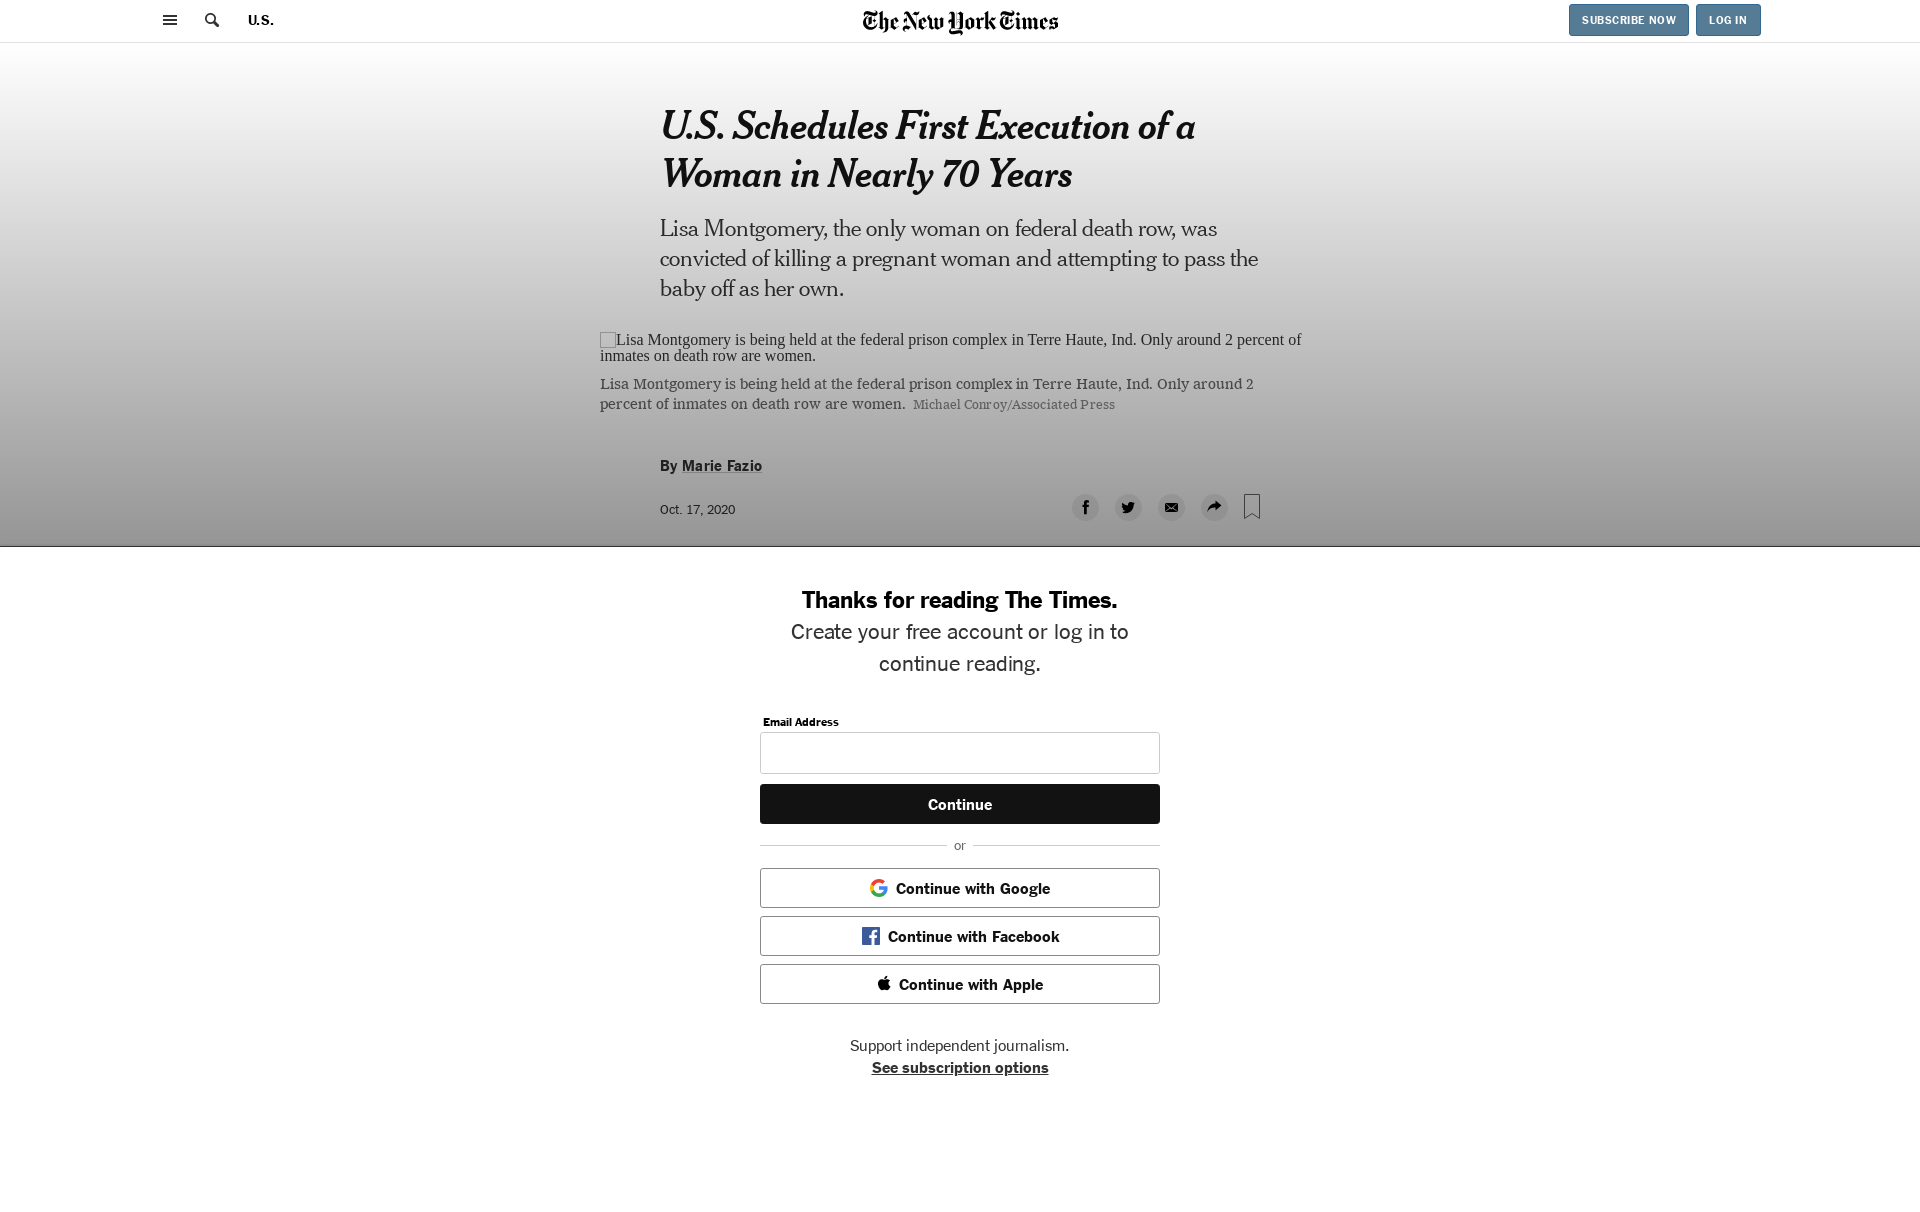 U.S.
The New York Times
SUBSCRIBE NOW
LOG IN
U.S. Schedules First Execution of a
Woman in Nearly 70 Years
Lisa Montgomery, the only woman on federal death row, was
convicted of killing a pregnant woman and attempting to pass the
baby off as her own.
Lisa Montgomery is being held at the federal prison complex in Terre Haute, Ind. Only around 2 percent of
inmates on death row are women.
Lisa Montgomery is being held at the federal prison complex in Terre Haute, Ind. Only around 2
percent of inmates on death row are women. Michael Conroy/Associated Press
By Marie Fazio
Oct. 17, 2020
Thanks for reading The Times.
Create your free account or log in to
continue reading.
Email Address
Continue
or
Continue with Google
Continue with Facebook
Continue with Apple
Support independent journalism.
See subscription options